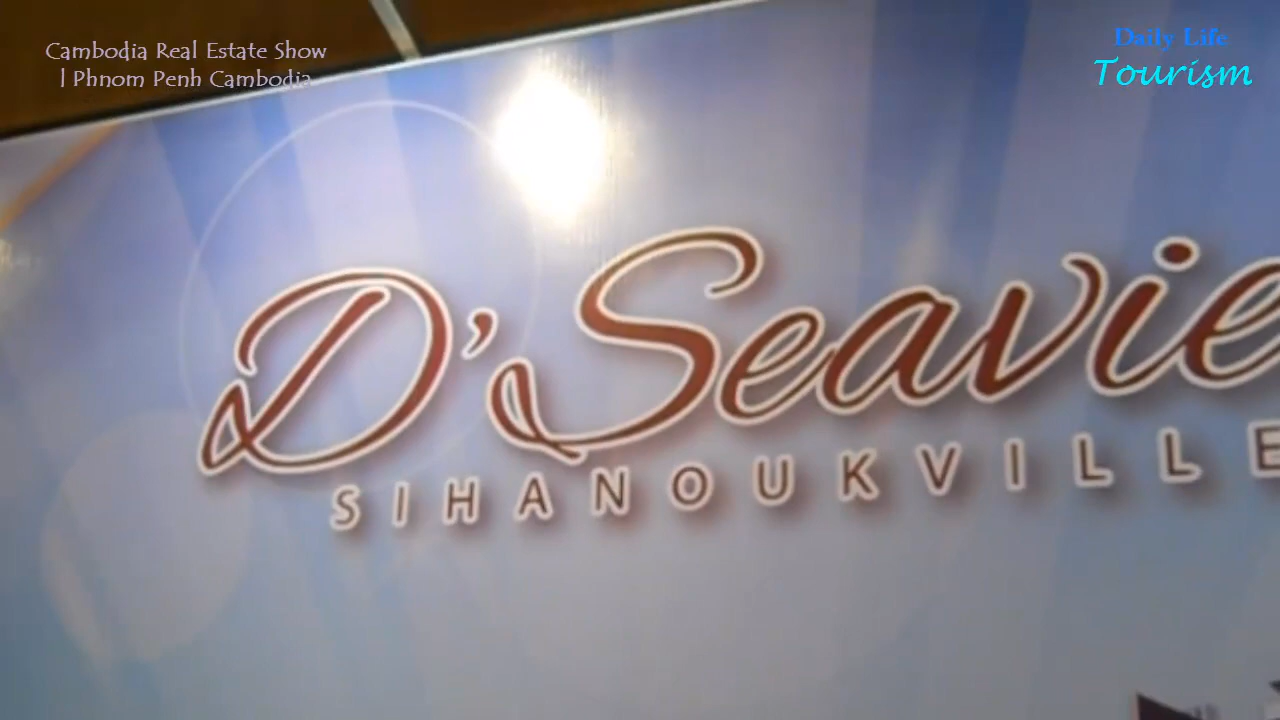 Cambodia Real Estate Show
l Phnom Penh Cambodia
Daily Life
Tourism
D'Seavie
SIHANOUKVILLE